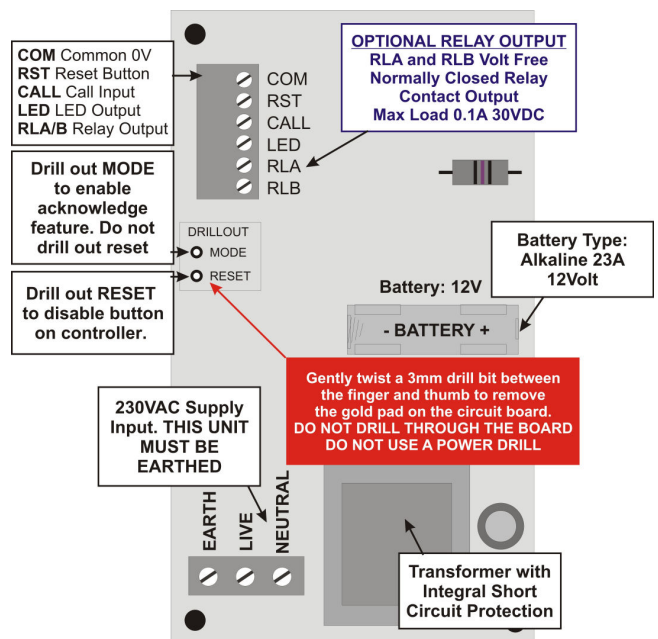 COM Common 0V
RST Reset Button
CALL Call Input
LED LED Output
RLA/B Relay Output
COM
RST
CALL
LED
RLA
RLB
OPTIONAL RELAY OUTPUT
RLA and RLB Volt Free
Normally Closed Relay
Contact Output
Max Load 0.1A 30VDC
Drill out MODE
to enable
acknowledge
feature. Do not
drill out reset
DRILLOUT
MODE
RESET
Drill out RESET
to disable button
on controller.
Battery Type:
Alkaline 23A
12Volt
Battery: 12V
- BATTERY +
Gently twist a 3mm drill bit between
the finger and thumb to remove
the gold pad on the circuit board.
DO NOT DRILL THROUGH THE BOARD
DO NOT USE A POWER DRILL
230VAC Supply
Input. THIS UNIT
MUST BE
EARTHED
EARTH
LIVE
NEUTRAL
Transformer with
Integral Short
Circuit Protection